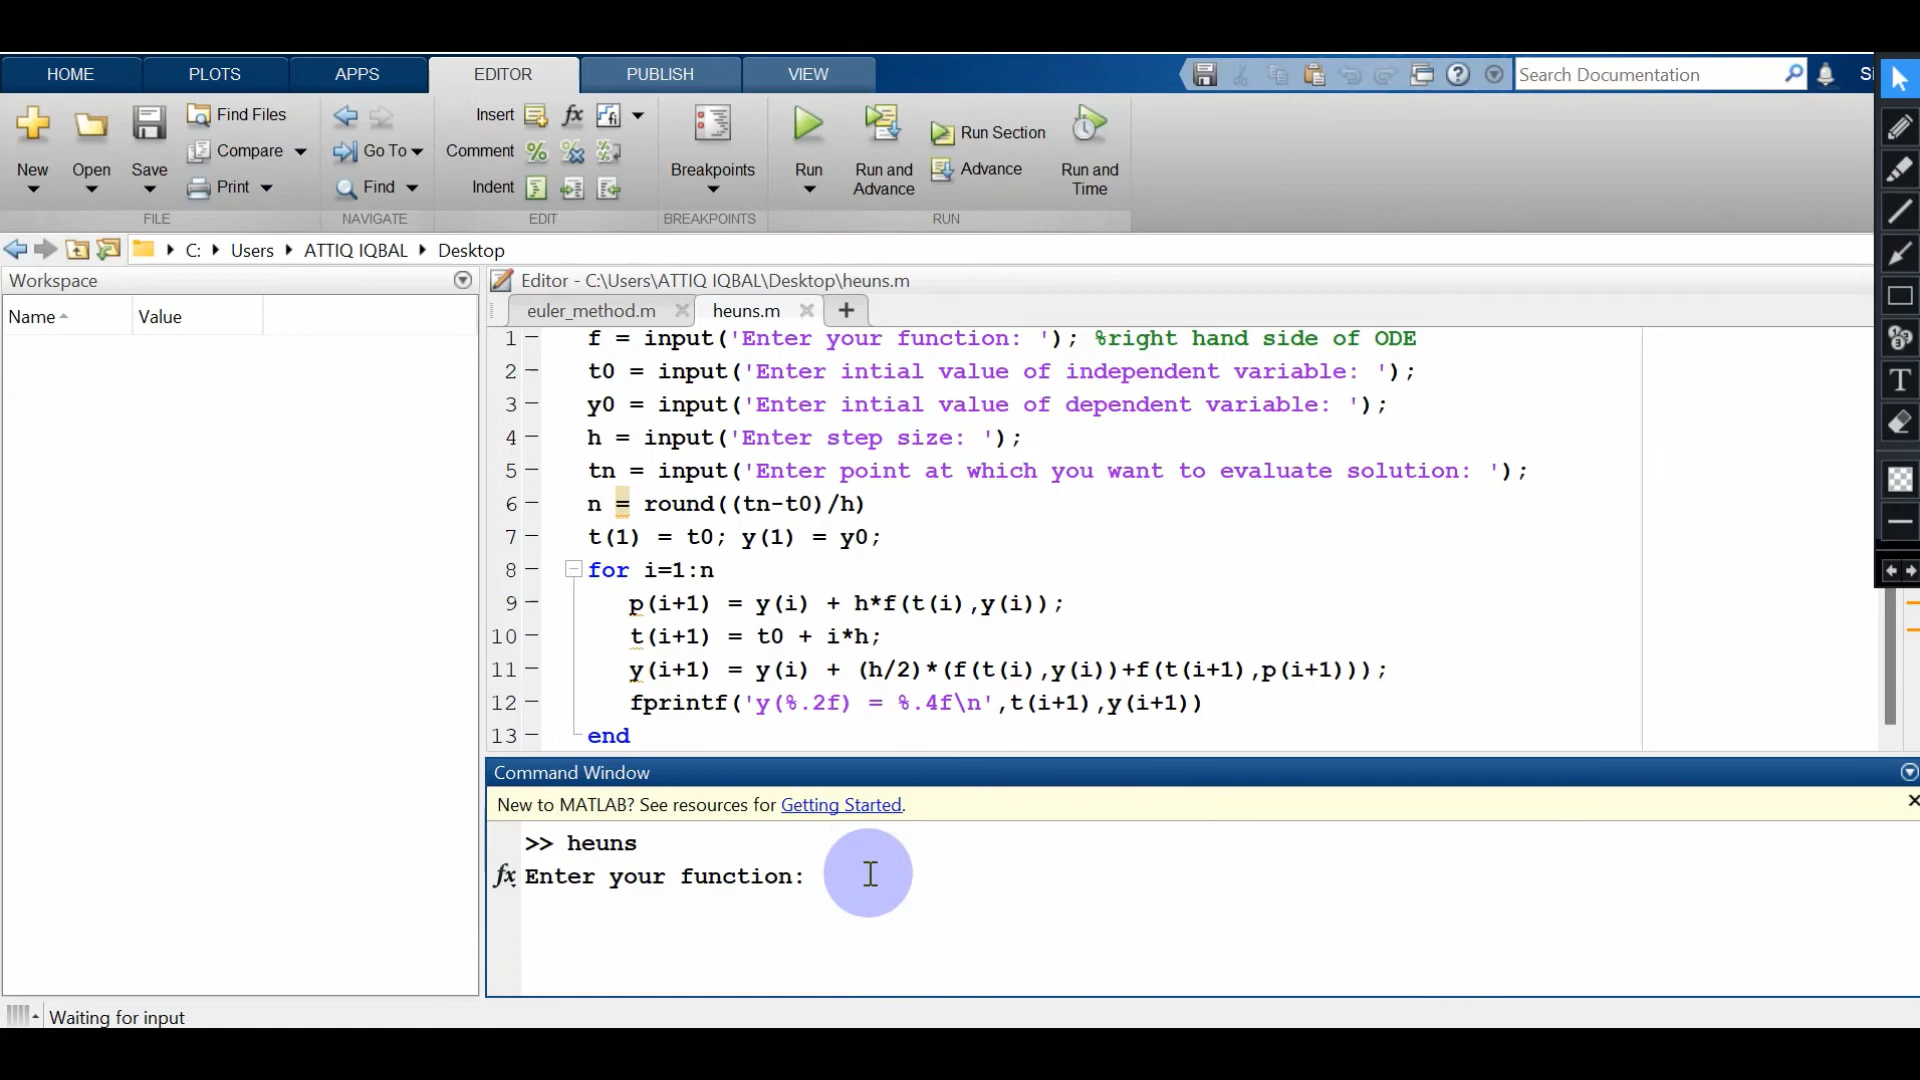 HOME PLOTS APPS EDITOR PUBLISH VIEW Search Documentation
Insert fx fi
Find Files
Compare
Print
Go To
Find
Comment %
Indent
New Open Save
Breakpoints
Run
Run and Advance
Run Section
Advance
Run and Time
FILE NAVIGATE EDIT BREAKPOINTS RUN
C: Users ATTIQ IQBAL Desktop
Workspace
Name Value
Editor - C:\Users\ATTIQ IQBAL\Desktop\heuns.m
euler_method.m heuns.m +
1 f = input('Enter your function: '); %right hand side of ODE
2 t0 = input('Enter intial value of independent variable: ');
3 y0 = input('Enter intial value of dependent variable: ');
4 h = input('Enter step size: ');
5 tn = input('Enter point at which you want to evaluate solution: ');
6 n = round((tn-t0)/h)
7 t(1) = t0; y(1) = y0;
8 for i=1:n
9 p(i+1) = y(i) + h*f(t(i),y(i));
10 t(i+1) = t0 + i*h;
11 y(i+1) = y(i) + (h/2)*(f(t(i),y(i))+f(t(i+1),p(i+1)));
12 fprintf('y(%.2f) = %.4f\n',t(i+1),y(i+1))
13 end
Command Window
New to MATLAB? See resources for Getting Started.
>> heuns
fx Enter your function:
Waiting for input
T